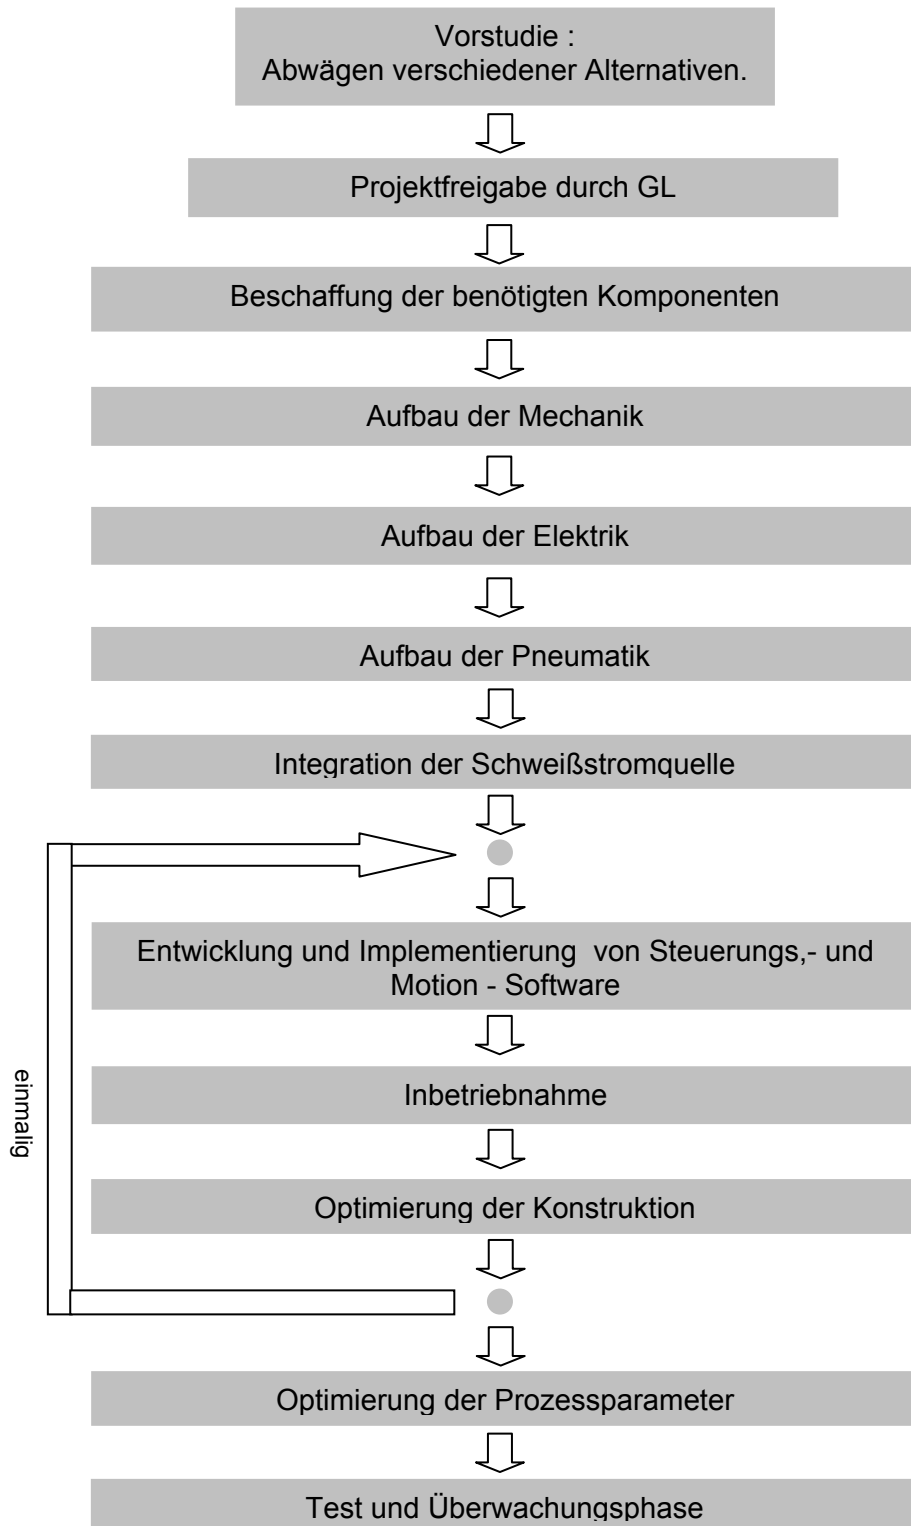 Vorstudie :
Abwägen verschiedener Alternativen.
Projektfreigabe durch GL
Beschaffung der benötigten Komponenten
Aufbau der Mechanik
Aufbau der Elektrik
Aufbau der Pneumatik
Integration der Schweißstromquelle
Entwicklung und Implementierung  von Steuerungs,- und
Motion - Software
einmalig
Inbetriebnahme
Optimierung der Konstruktion
Optimierung der Prozessparameter
Test und Überwachungsphase